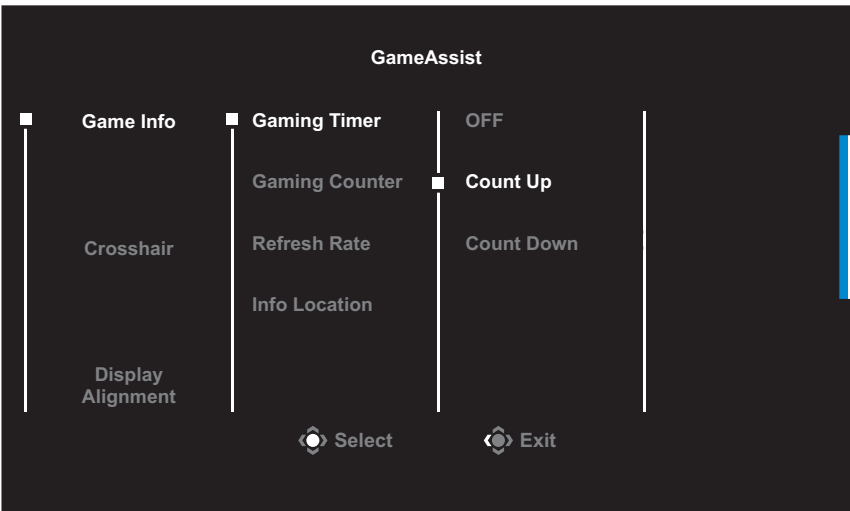 GameAssist
Game Info
Gaming Timer
OFF
Gaming Counter
Count Up
Crosshair
Refresh Rate
Count Down
Info Location
Display
Alignment
Select
Exit